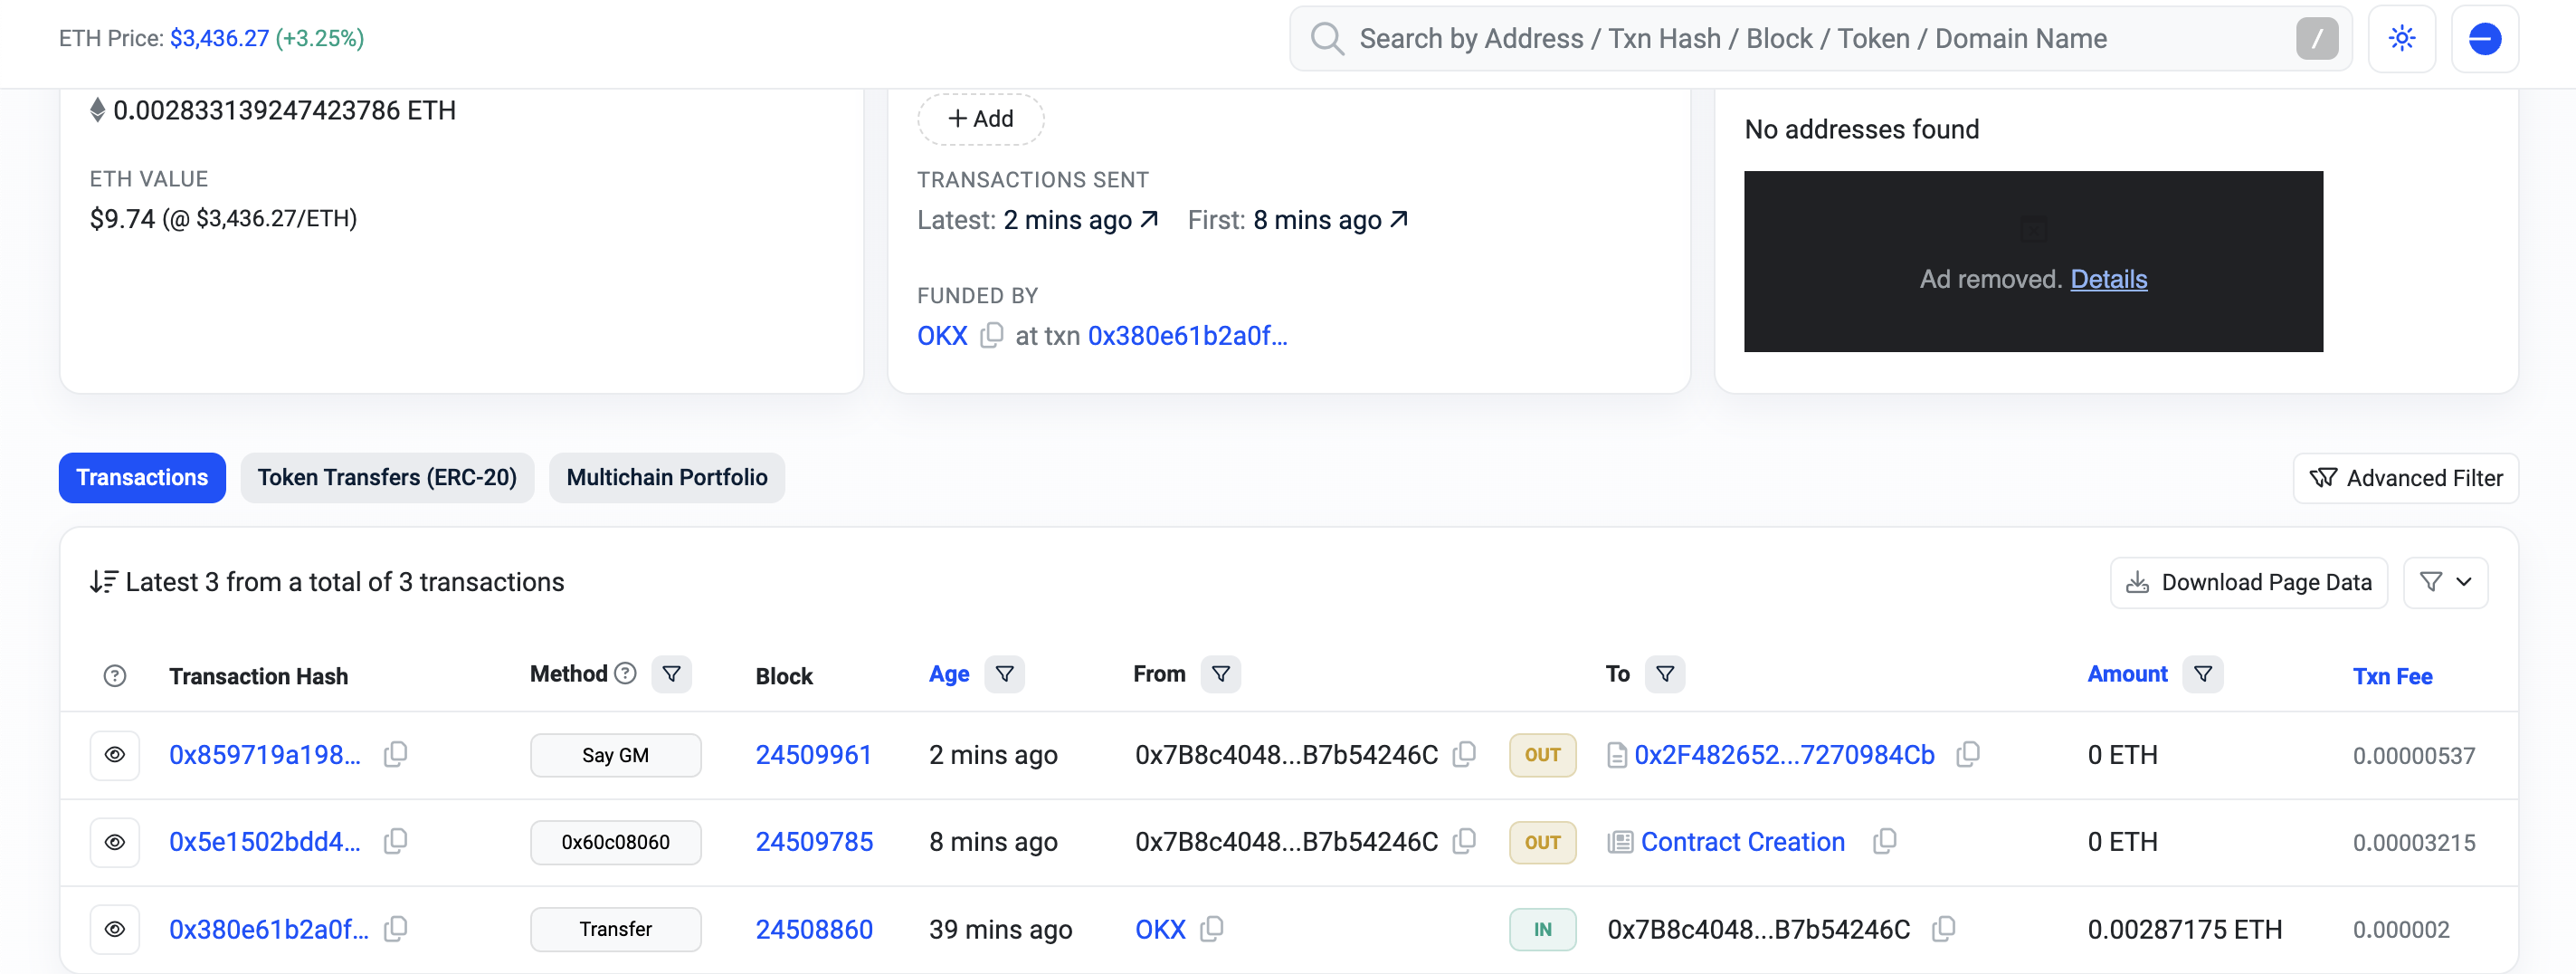 ETH Price: $3,436.27 (+3.25%)
Search by Address / Txn Hash / Block / Token / Domain Name
/
0.002833139247423786 ETH
ETH VALUE
$9.74 (@ $3,436.27/ETH)
+ Add
TRANSACTIONS SENT
Latest: 2 mins ago ↗ First: 8 mins ago ↗
FUNDED BY
OKX at txn 0x380e61b2a0f...
No addresses found
Ad removed. Details
Transactions
Token Transfers (ERC-20)
Multichain Portfolio
Advanced Filter
Latest 3 from a total of 3 transactions
Download Page Data
Transaction Hash Method Block Age From To Amount Txn Fee
0x859719a198... Say GM 24509961 2 mins ago 0x7B8c4048...B7b54246C OUT 0x2F482652...7270984Cb 0 ETH 0.00000537
0x5e1502bdd4... 0x60c08060 24509785 8 mins ago 0x7B8c4048...B7b54246C OUT Contract Creation 0 ETH 0.00003215
0x380e61b2a0f... Transfer 24508860 39 mins ago OKX IN 0x7B8c4048...B7b54246C 0.00287175 ETH 0.000002